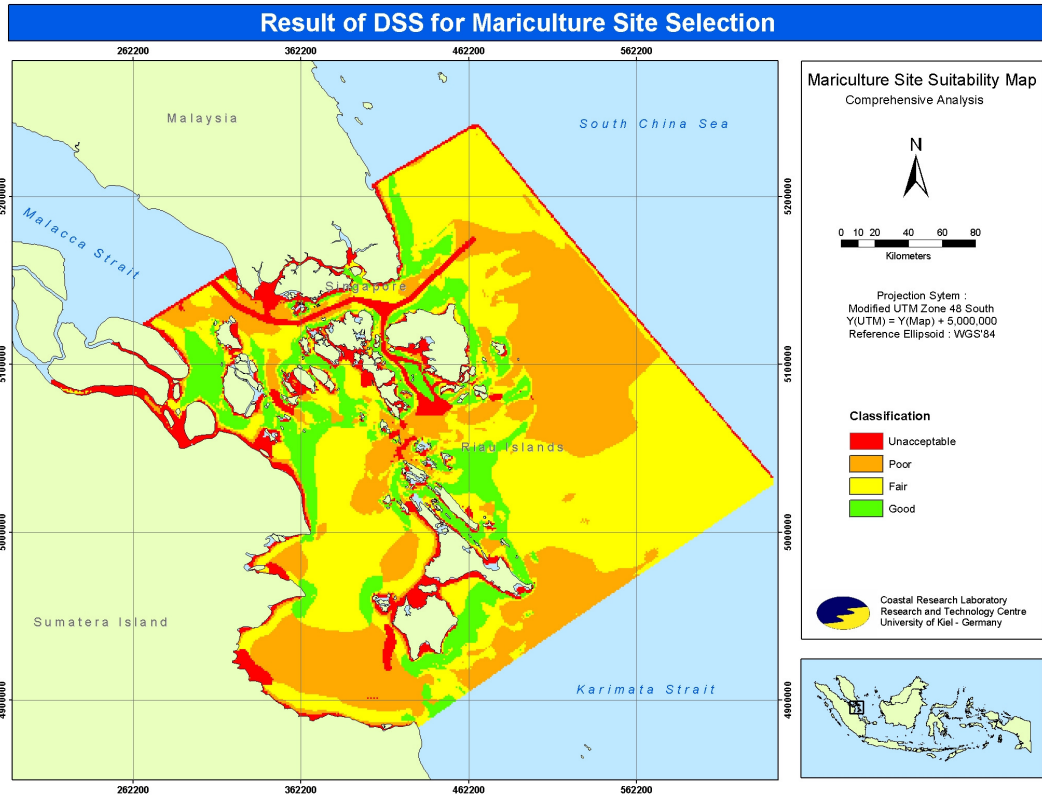 Result of DSS for Mariculture Site Selection
262200 362200 462200 562200
Malaysia
South China Sea
Malacca Strait
Singapore
Riau Islands
Sumatera Island
Karimata Strait
5200000
5100000
5000000
4900000
5200000
5100000
5000000
4900000
262200 362200 462200 562200
Mariculture Site Suitability Map
Comprehensive Analysis
N
0 10 20 40 60 80
Kilometers
Projection Sytem :
Modified UTM Zone 48 South
Y(UTM) = Y(Map) + 5,000,000
Reference Ellipsoid : WGS'84
Classification
Unacceptable
Poor
Fair
Good
Coastal Research Laboratory
Research and Technology Centre
University of Kiel - Germany